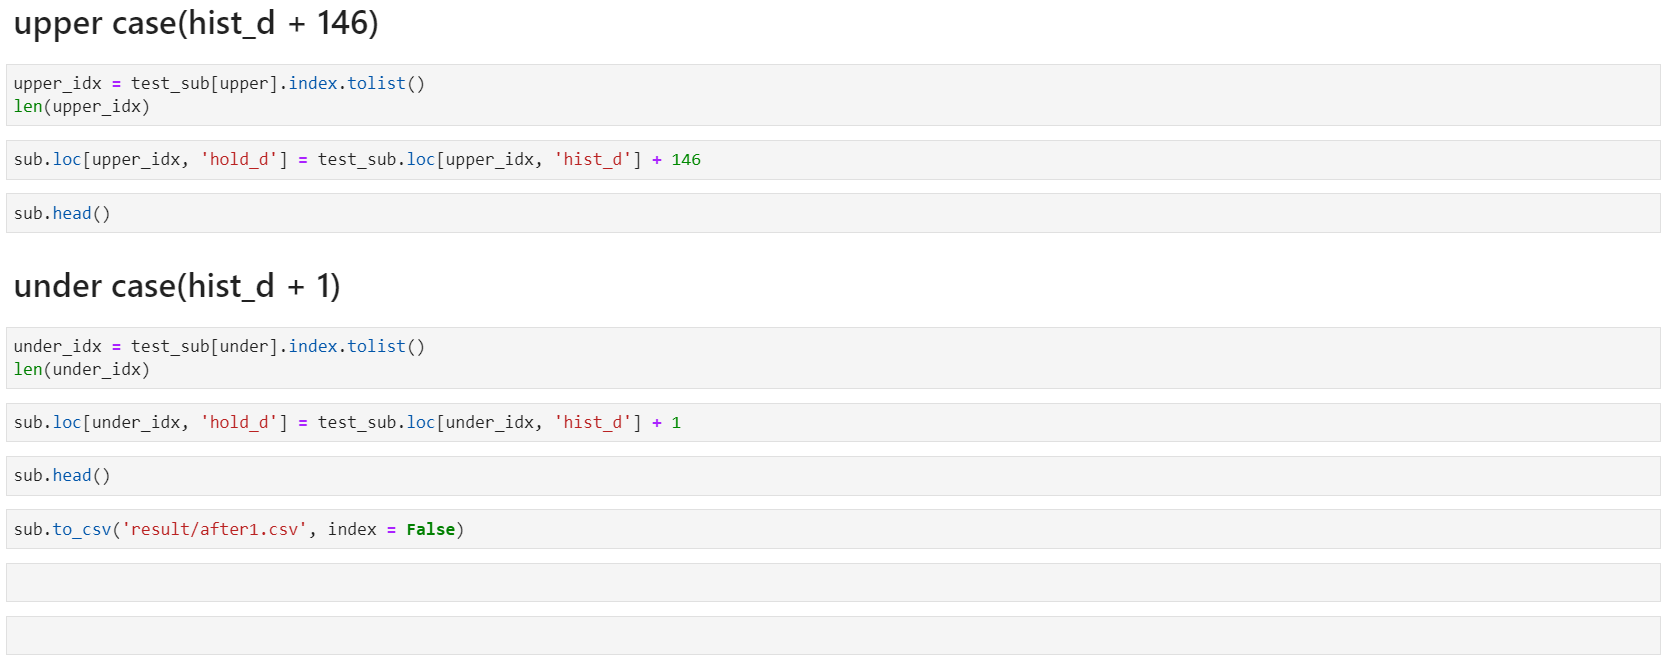 upper case(hist_d + 146)
upper_idx = test_sub[upper].index.tolist()
len(upper_idx)
sub.loc[upper_idx, 'hold_d'] = test_sub.loc[upper_idx, 'hist_d'] + 146
sub.head()
under case(hist_d + 1)
under_idx = test_sub[under].index.tolist()
len(under_idx)
sub.loc[under_idx, 'hold_d'] = test_sub.loc[under_idx, 'hist_d'] + 1
sub.head()
sub.to_csv('result/after1.csv', index = False)